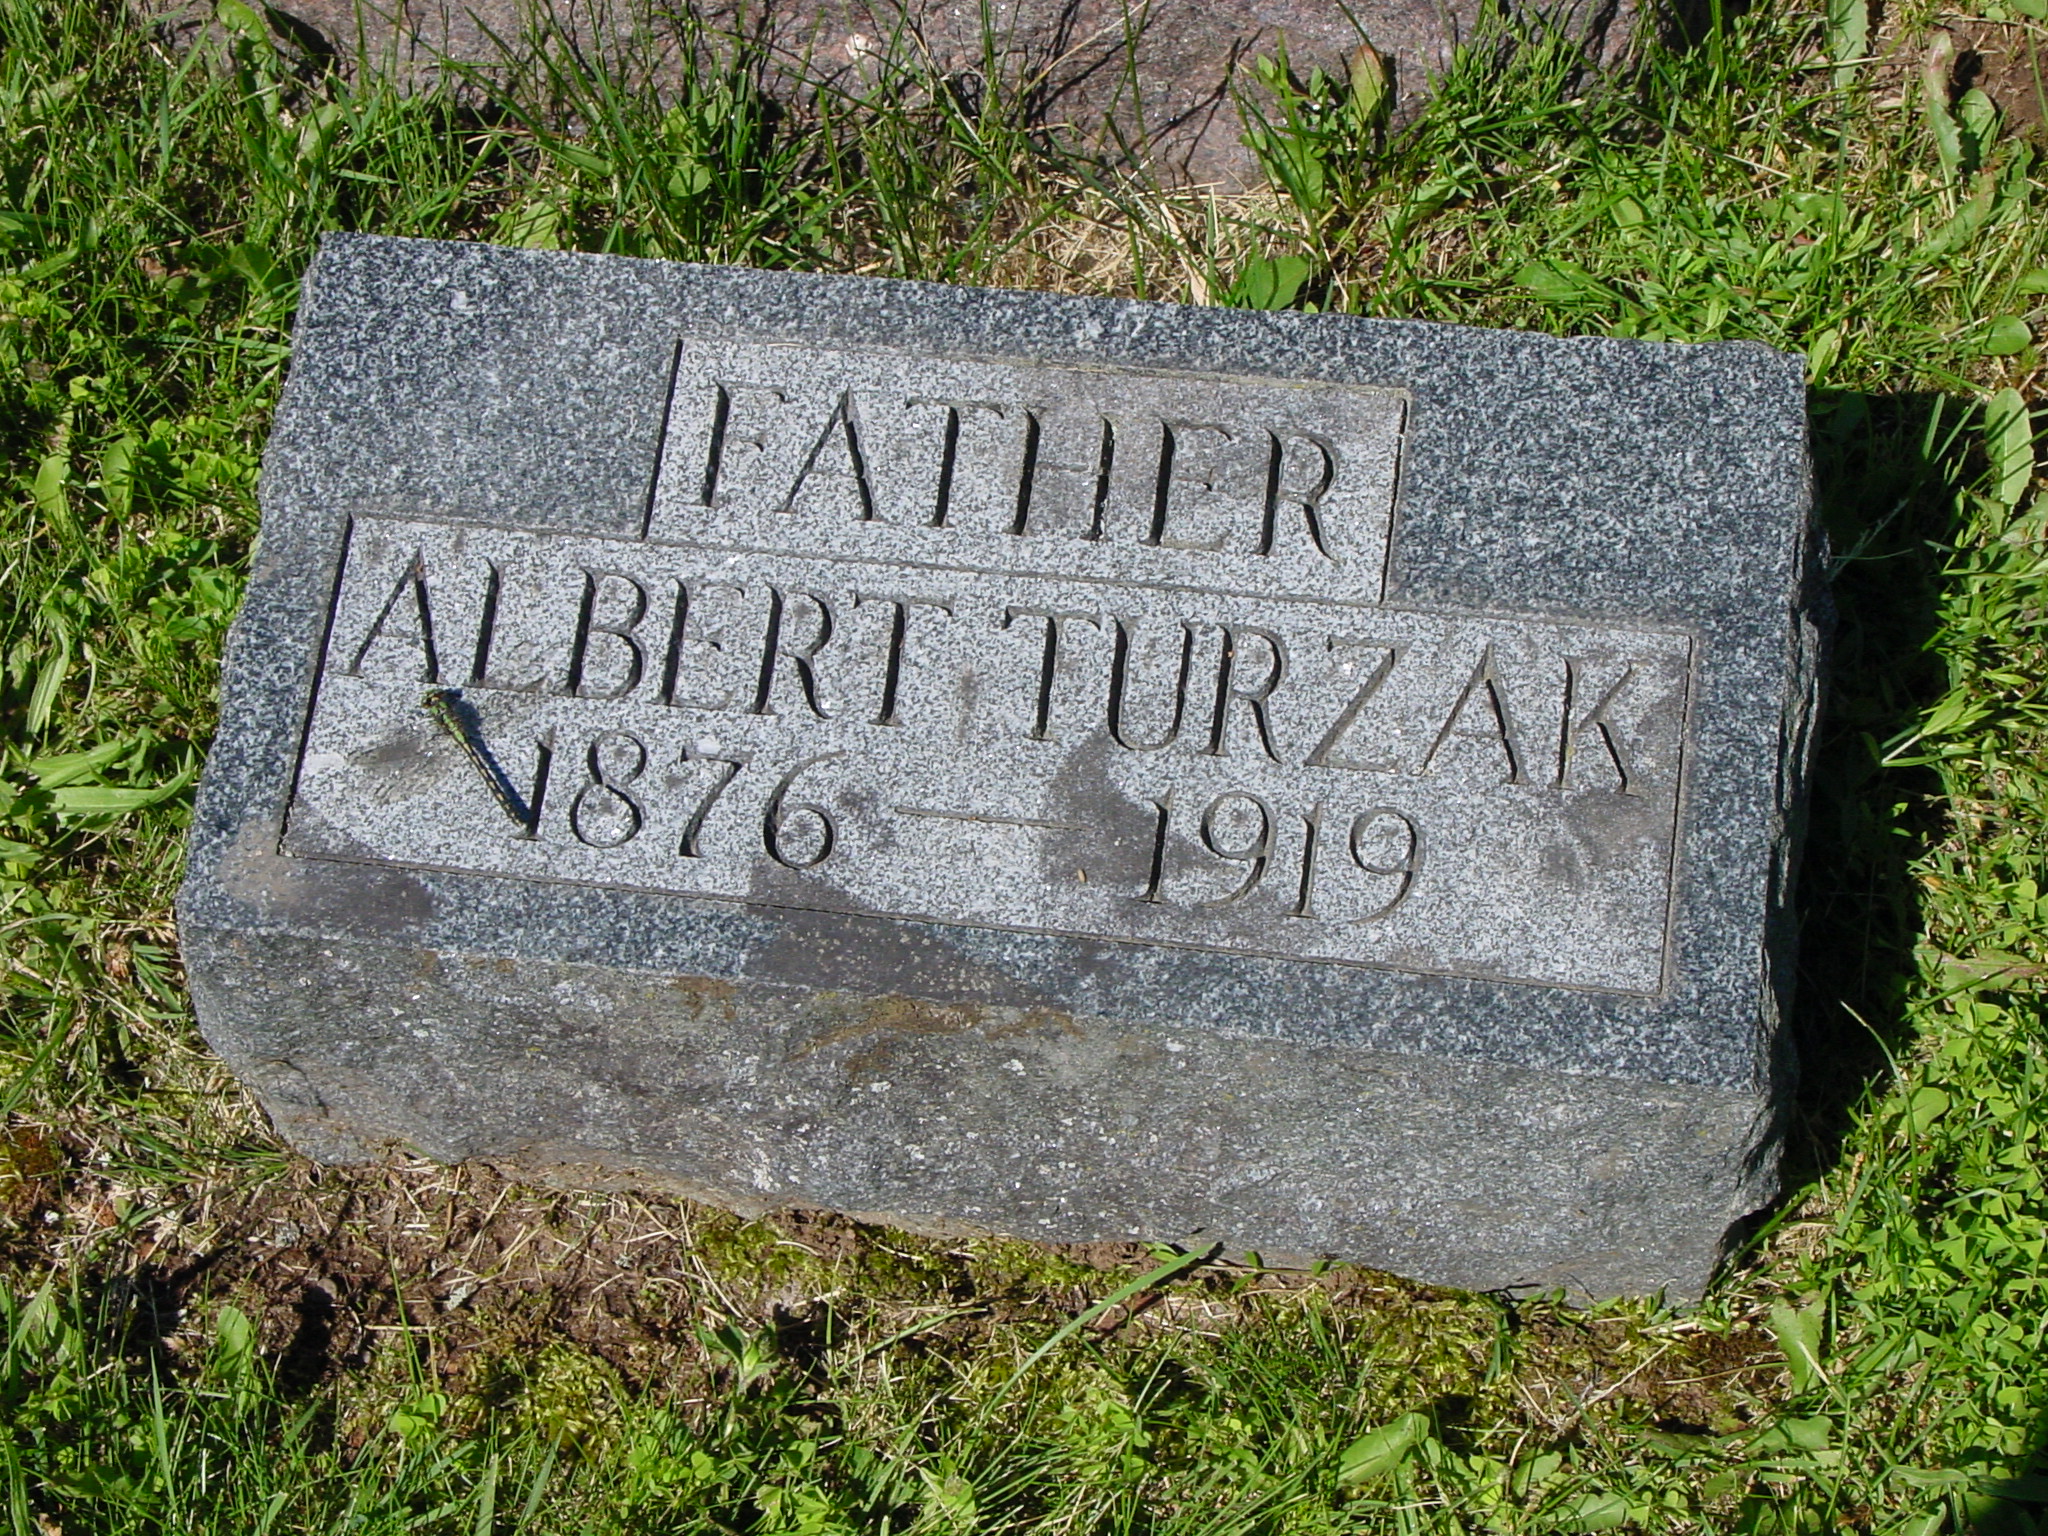 FATHER
ALBERT TURZAK
1876 — 1919